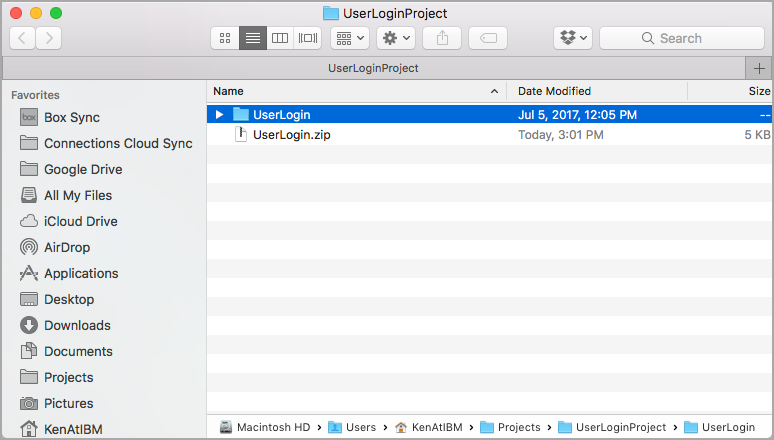 UserLoginProject
Search
UserLoginProject
Favorites
box Box Sync
Connections Cloud Sync
Google Drive
All My Files
iCloud Drive
AirDrop
Applications
Desktop
Downloads
Documents
Projects
Pictures
KenAtIBM
Name Date Modified Size
UserLogin Jul 5, 2017, 12:05 PM --
UserLogin.zip Today, 3:01 PM 5 KB
Macintosh HD Users KenAtIBM Projects UserLoginProject UserLogin